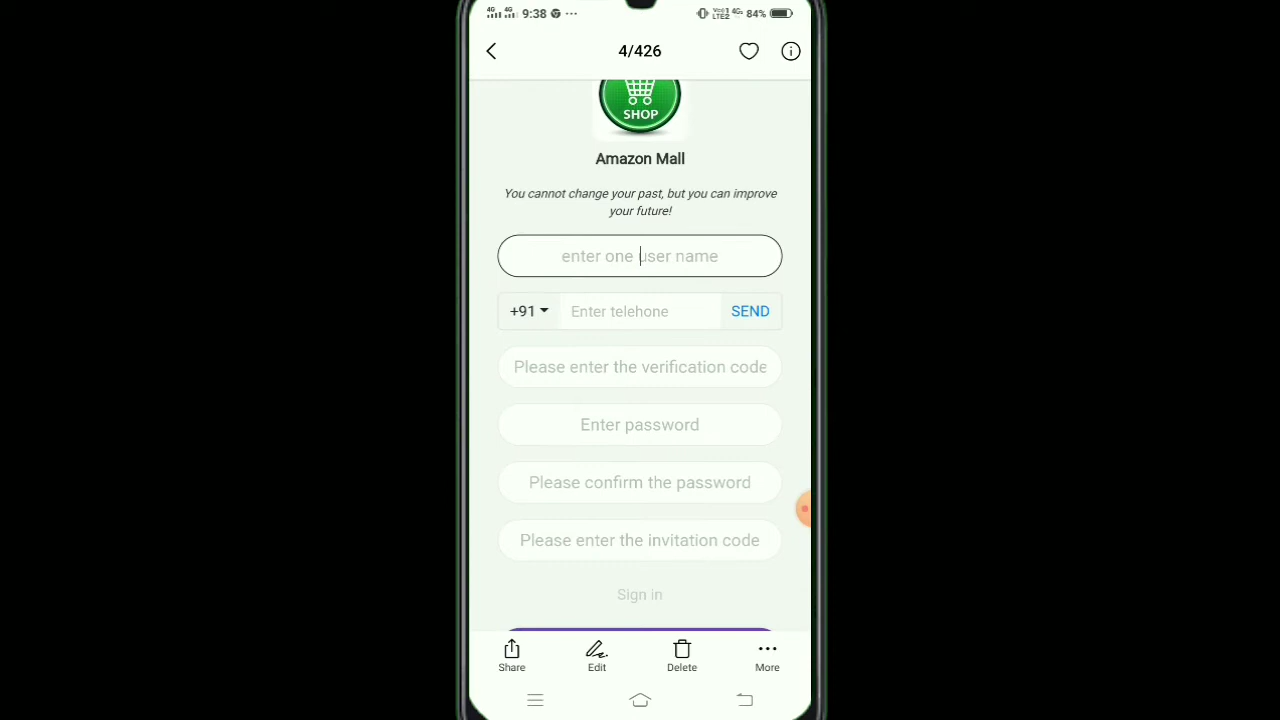 9:38 ...
84%
4/426
SHOP
Amazon Mall
You cannot change your past, but you can improve
your future!
enter one user name
+91 Enter telehone SEND
Please enter the verification code
Enter password
Please confirm the password
Please enter the invitation code
Sign in
Share Edit Delete More